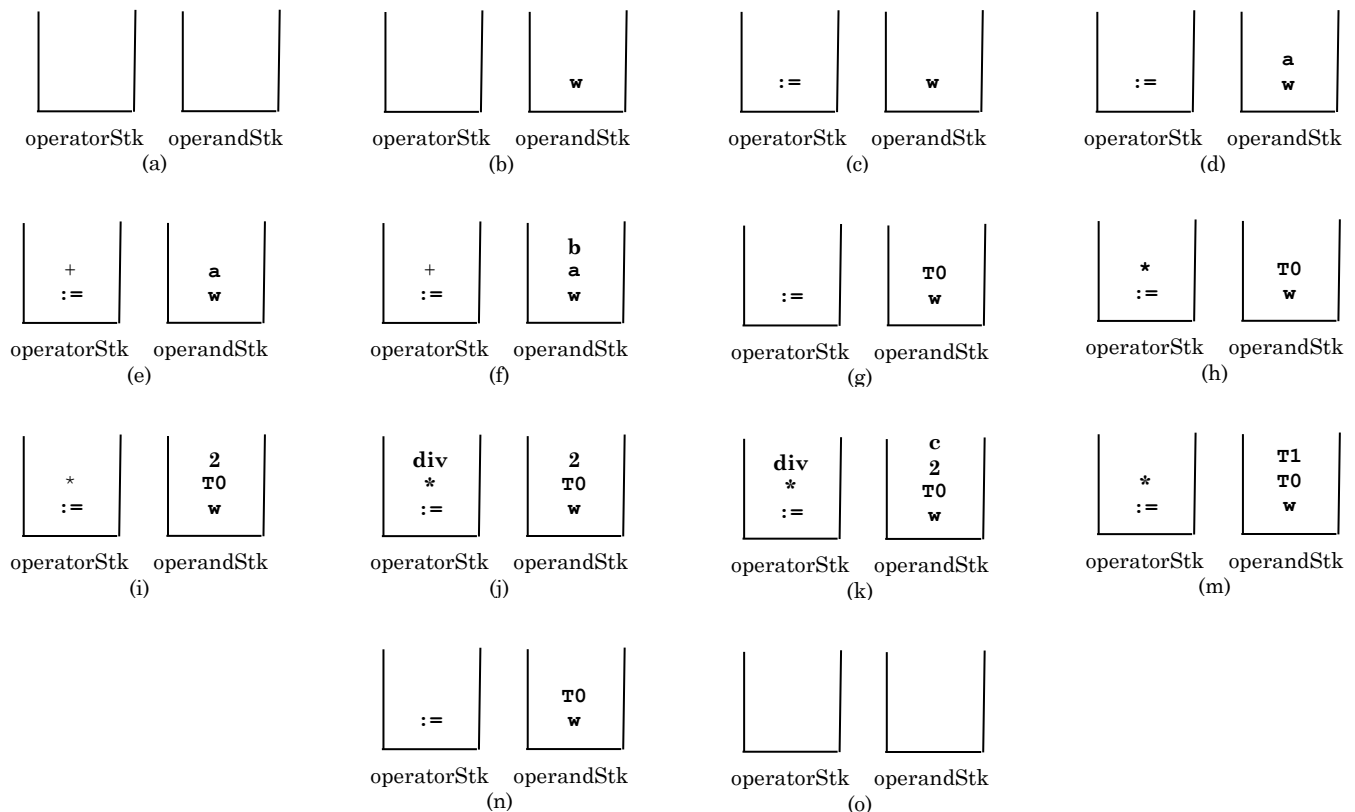 w
:= w
a
:= w
operatorStk operandStk operatorStk operandStk operatorStk operandStk operatorStk operandStk
(a) (b) (c) (d)
b
+ a + a T0 * T0
:= w := w := w := w
operatorStk operandStk operatorStk operandStk operatorStk operandStk operatorStk operandStk
(e) (f) (g) (h)
c
2 div 2 div 2 T1
* T0 * T0 * T0 * T0
:= w := w := w := w
operatorStk operandStk operatorStk operandStk operatorStk operandStk operatorStk operandStk
(i) (j) (k) (m)
T0
:= w
operatorStk operandStk operatorStk operandStk
(n) (o)